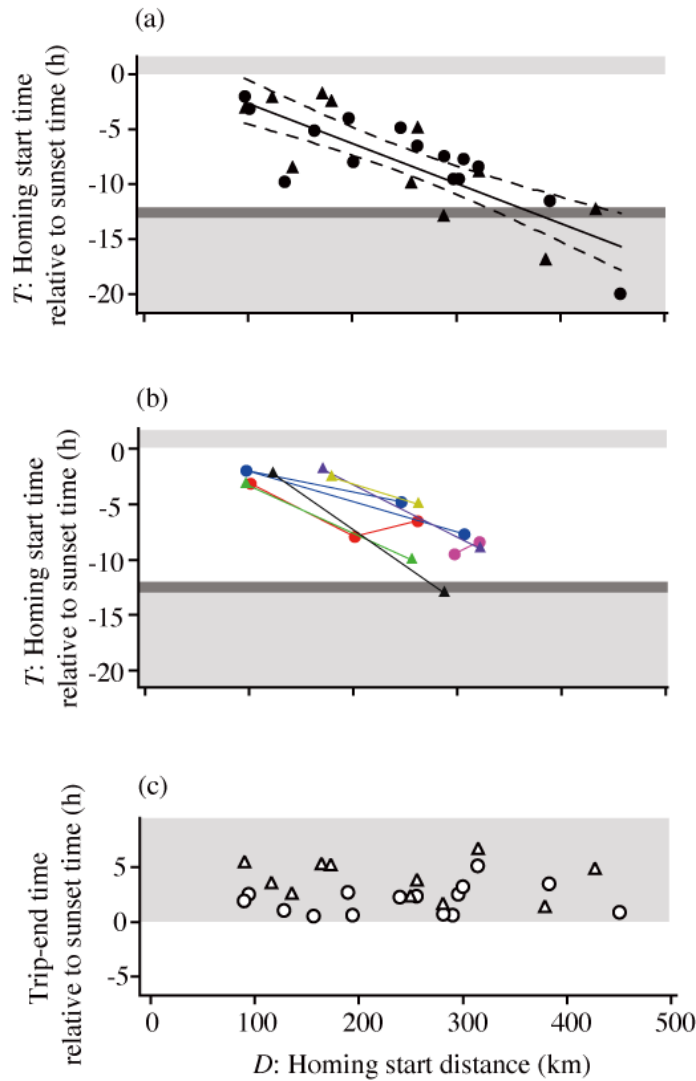 (a)
T: Homing start time
relative to sunset time (h)
0
-5
-10
-15
-20
(b)
T: Homing start time
relative to sunset time (h)
0
-5
-10
-15
-20
(c)
Trip-end time
relative to sunset time (h)
5
0
-5
0 100 200 300 400 500
D: Homing start distance (km)